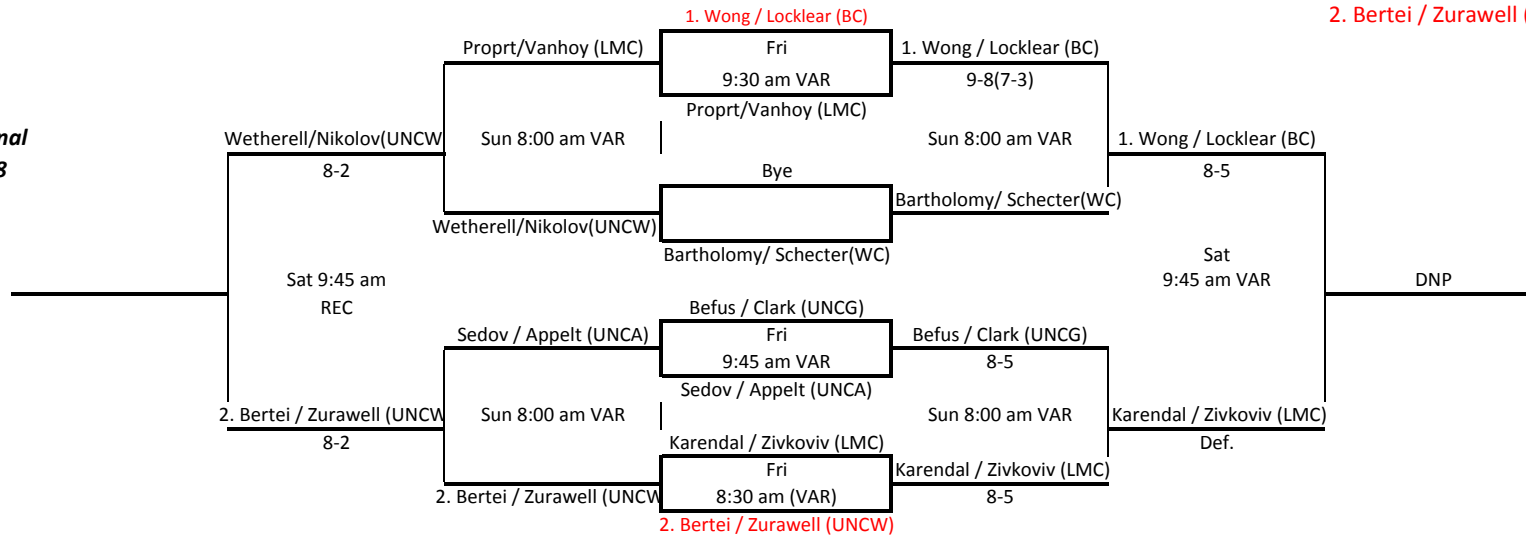 1. Wong / Locklear (BC)
2. Bertei / Zurawell (
Proprt/Vanhoy (LMC)
Fri
1. Wong / Locklear (BC)
9:30 am VAR
9-8(7-3)
Proprt/Vanhoy (LMC)
Wetherell/Nikolov(UNCW
Sun 8:00 am VAR
Sun 8:00 am VAR
1. Wong / Locklear (BC)
8-2
Bye
8-5
Bartholomy/ Schecter(WC)
Wetherell/Nikolov(UNCW)
Bartholomy/ Schecter(WC)
Sat 9:45 am
Sat
9:45 am VAR
DNP
REC
Befus / Clark (UNCG)
Sedov / Appelt (UNCA)
Fri
Befus / Clark (UNCG)
9:45 am VAR
8-5
Sedov / Appelt (UNCA)
2. Bertei / Zurawell (UNCW
Sun 8:00 am VAR
Sun 8:00 am VAR
Karendal / Zivkoviv (LMC)
8-2
Karendal / Zivkoviv (LMC)
Def.
Fri
Karendal / Zivkoviv (LMC)
2. Bertei / Zurawell (UNCW
8:30 am (VAR)
8-5
2. Bertei / Zurawell (UNCW)